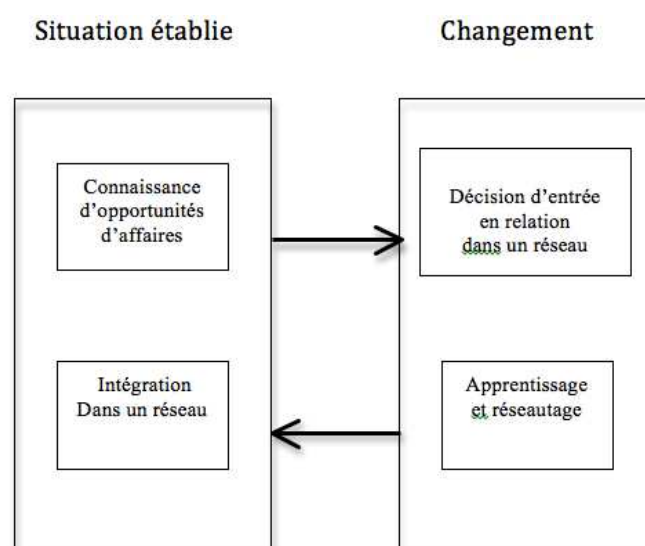 Situation établie
Changement
Connaissance
d'opportunités
d'affaires
Décision d'entrée
en relation
dans un réseau
Intégration
Dans un réseau
Apprentissage
et réseautage